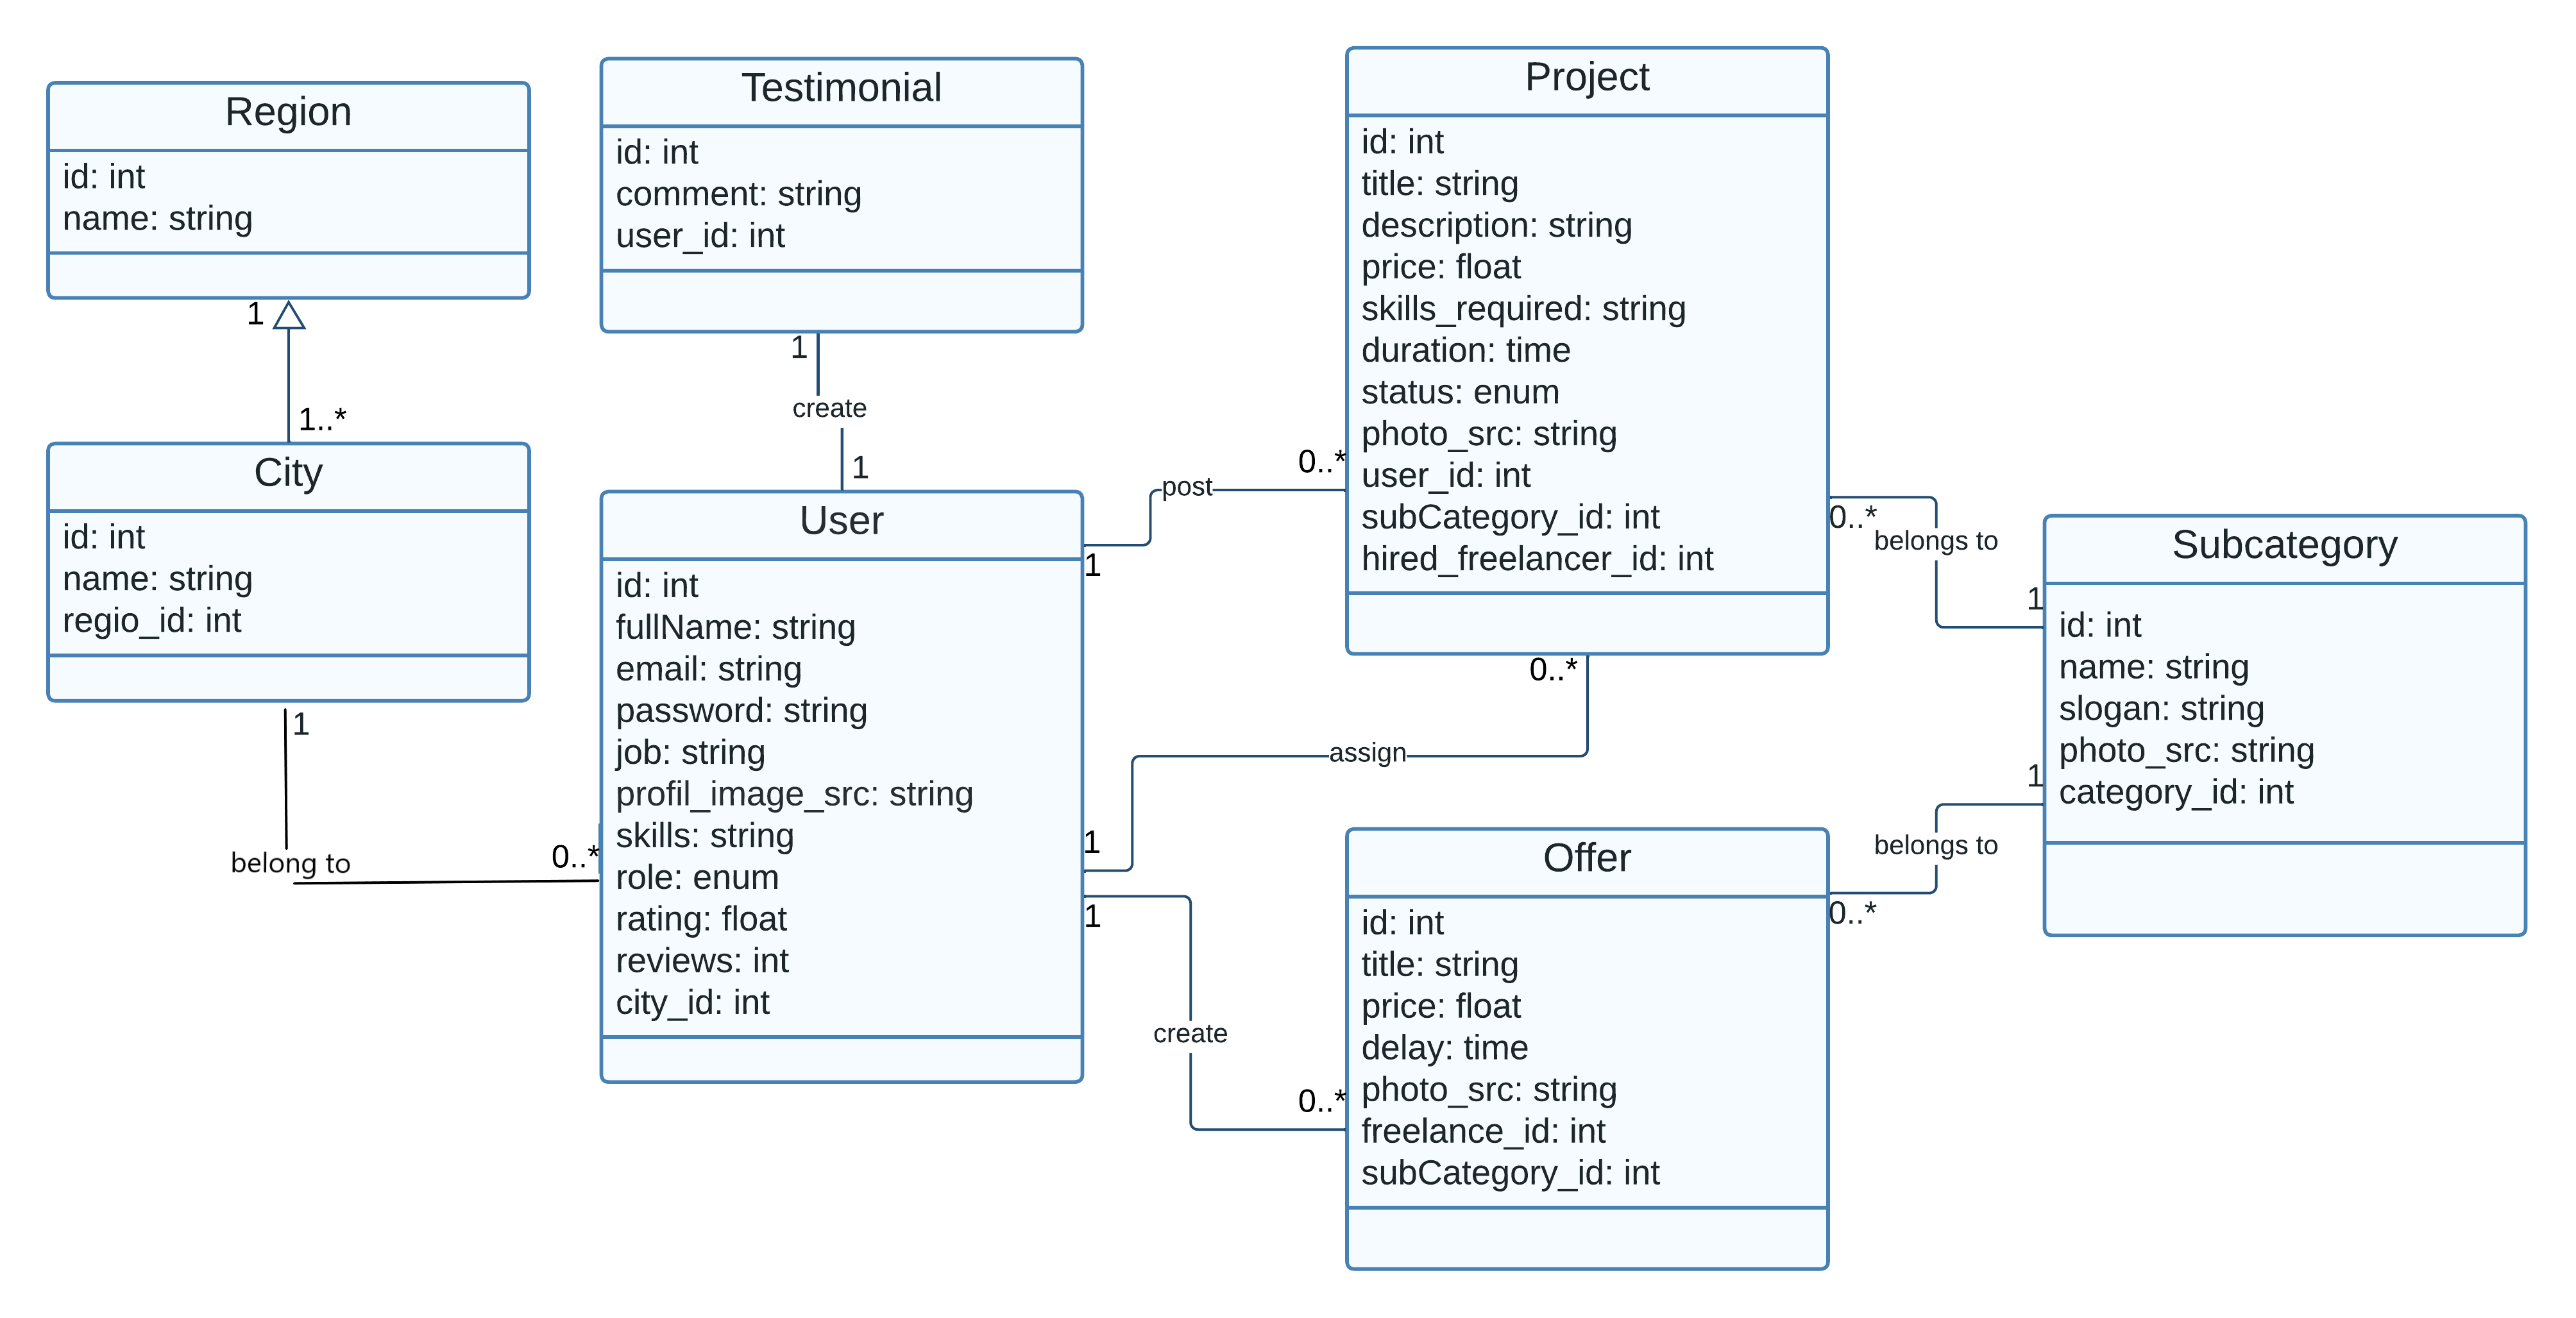 Region
id: int
name: string
1
1..*
City
id: int
name: string
regio_id: int
1
belong to
0..*
Testimonial
id: int
comment: string
user_id: int
1
create
1
User
id: int
fullName: string
email: string
password: string
job: string
profil_image_src: string
skills: string
role: enum
rating: float
reviews: int
city_id: int
1
post
0..*
1
assign
0..*
1
create
0..*
Project
id: int
title: string
description: string
price: float
skills_required: string
duration: time
status: enum
photo_src: string
user_id: int
subCategory_id: int
hired_freelancer_id: int
0..*
belongs to
1
Offer
id: int
title: string
price: float
delay: time
photo_src: string
freelance_id: int
subCategory_id: int
0..*
belongs to
1
Subcategory
id: int
name: string
slogan: string
photo_src: string
category_id: int